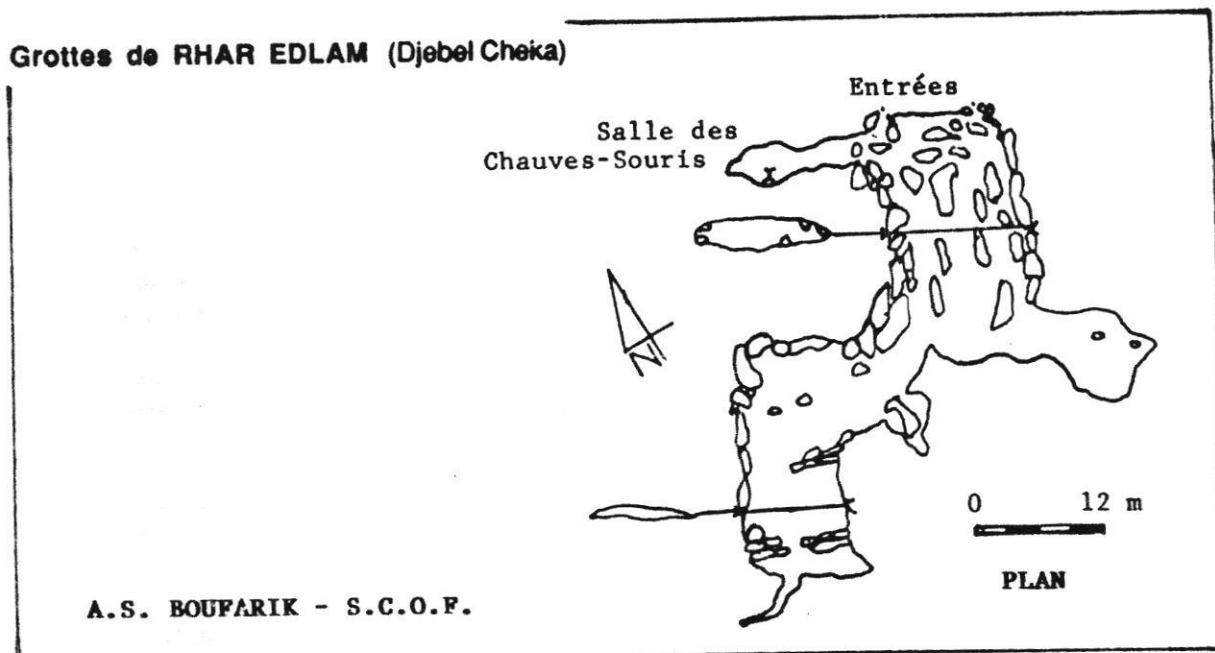 Grottes de RHAR EDLAM (Djebel Cheka)
Entrées
Salle des
Chauves-Souris
N
0 12 m
PLAN
A.S. BOUFARIK - S.C.O.F.